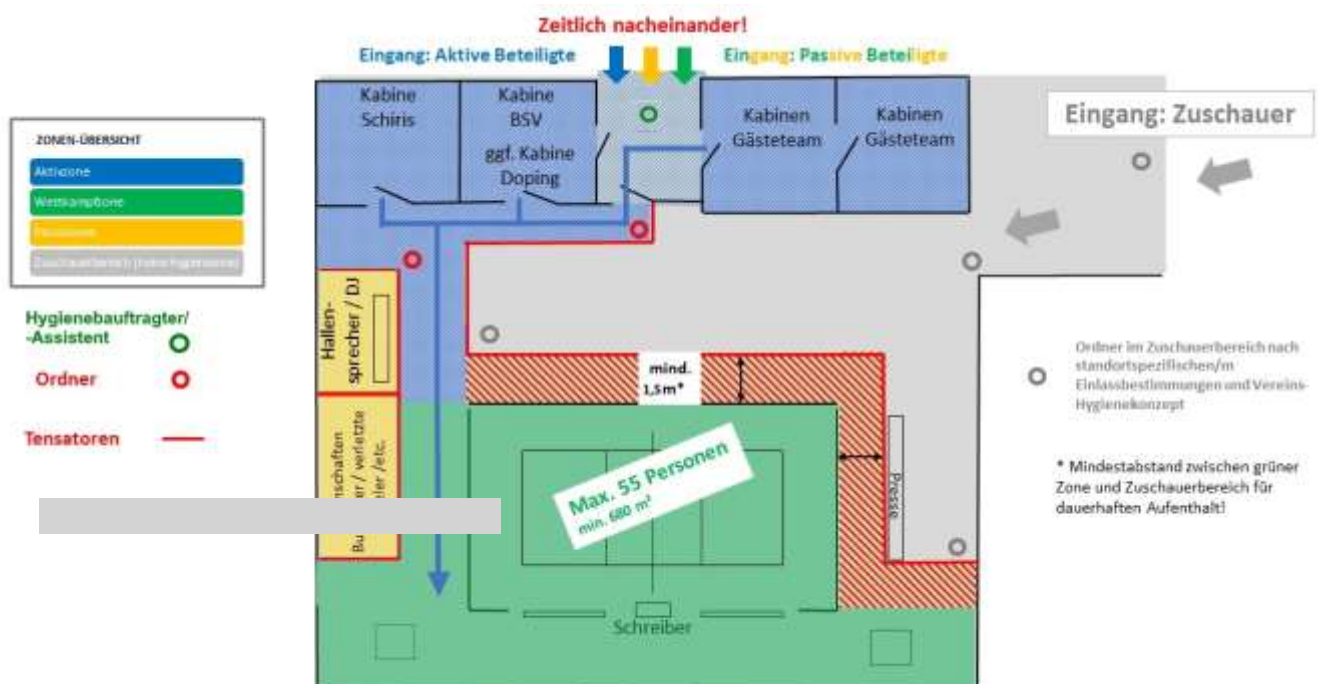 Zeitlich nacheinander!
Eingang: Aktive Beteiligte
Eingang: Passive Beteiligte
Kabine
Schiris
Kabine
BSV
ggf. Kabine
Doping
Kabinen
Gästeteam
Kabinen
Gästeteam
Eingang: Zuschauer
ZONEN-ÜBERSICHT
Aktivzone
Hygienebauftragter/
-Assistent
Ordner
Tensatoren
Hallen-
sprecher / DJ
nschaften
/ verletzte
/etc.
mind.
1,5m*
Max. 55 Personen
min. 680 m²
Presse
Schreiber
Ordner im Zuschauerbereich nach
standortspezifischen/m
Einlassbestimmungen und Vereins-
Hygienekonzept
* Mindestabstand zwischen grüner
Zone und Zuschauerbereich für
dauerhaften Aufenthalt!